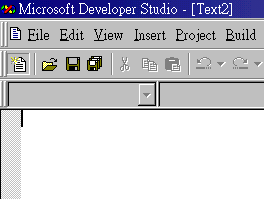 Microsoft Developer Studio - [Text2]
File Edit View Insert Project Build